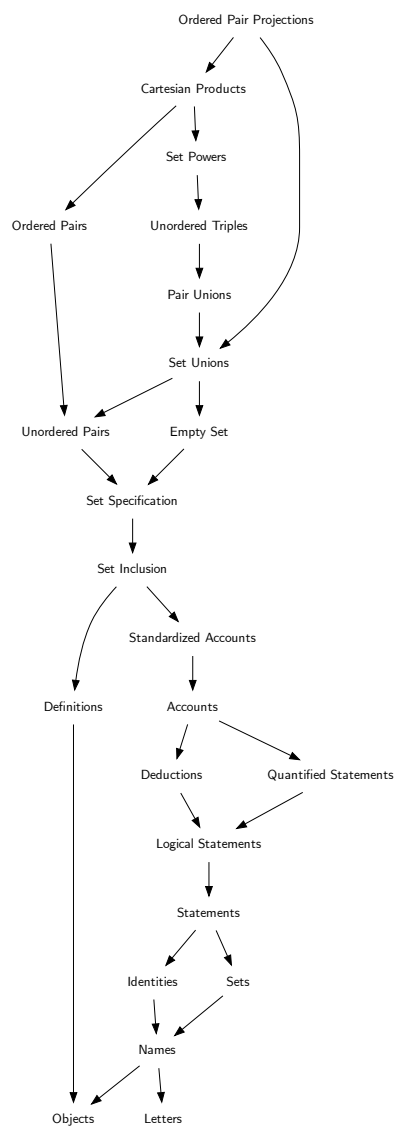 Ordered Pair Projections
Cartesian Products
Set Powers
Ordered Pairs
Unordered Triples
Pair Unions
Set Unions
Unordered Pairs
Empty Set
Set Specification
Set Inclusion
Standardized Accounts
Definitions
Accounts
Deductions
Quantified Statements
Logical Statements
Statements
Identities
Sets
Names
Objects
Letters